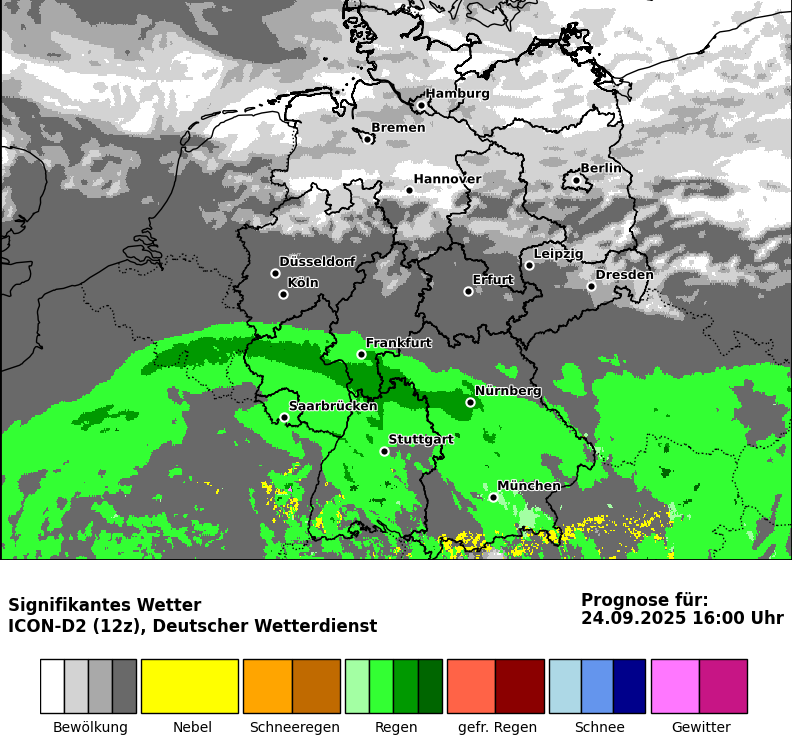 Hamburg
Bremen
Berlin
Hannover
Düsseldorf
Köln
Leipzig
Dresden
Erfurt
Frankfurt
Nürnberg
Saarbrücken
Stuttgart
München
Signifikantes Wetter
ICON-D2 (12z), Deutscher Wetterdienst
Prognose für:
24.09.2025 16:00 Uhr
Bewölkung Nebel Schneeregen Regen gefr. Regen Schnee Gewitter